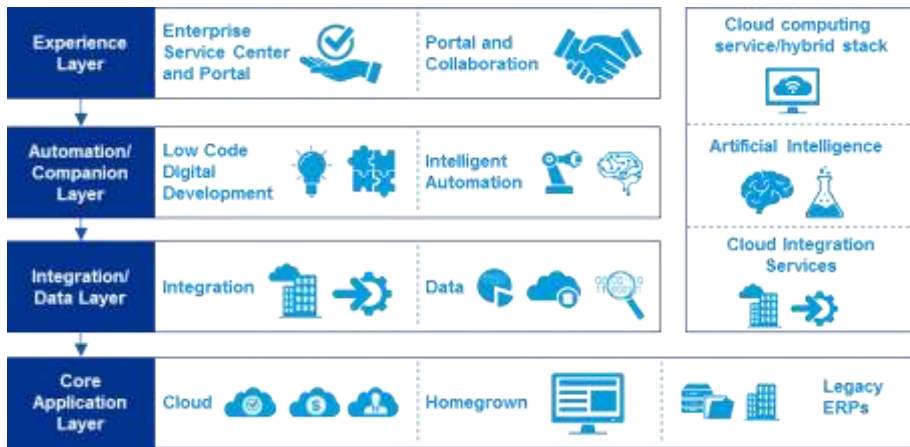 Experience
Layer
Enterprise
Service Center
and Portal
Portal and
Collaboration
Cloud computing
service/hybrid stack
Automation/
Companion
Layer
Low Code
Digital
Development
Intelligent
Automation
Artificial Intelligence
Integration/
Data Layer
Integration
Data
Cloud Integration
Services
Core
Application
Layer
Cloud
Homegrown
Legacy
ERPs